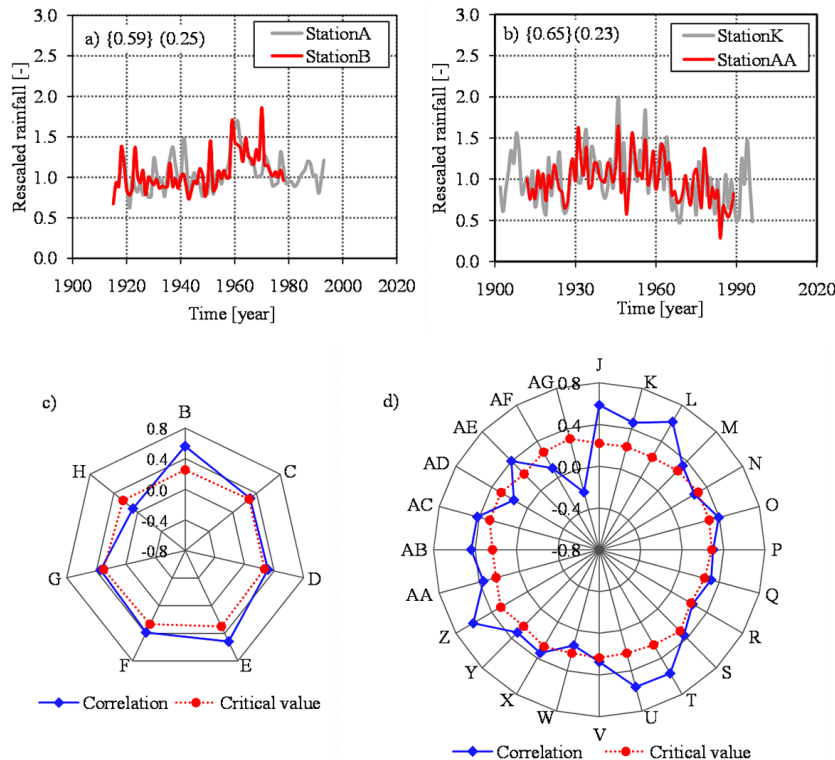 a) {0.59} (0.25)
StationA
StationB
Rescaled rainfall [-]
3.0
2.5
2.0
1.5
1.0
0.5
0.0
1900 1920 1940 1960 1980 2000 2020
Time [year]
b) {0.65}(0.23)
StationK
StationAA
Rescaled rainfall [-]
3.0
2.5
2.0
1.5
1.0
0.5
0.0
1900 1930 1960 1990 2020
Time [year]
c)
B
C
D
E
F
G
H
0.8
0.4
0.0
-0.4
-0.8
Correlation Critical value
d)
J
K
L
M
N
O
P
Q
R
S
T
U
V
W
X
Y
Z
AA
AB
AC
AD
AE
AF
AG
0.8
0.4
0.0
-0.4
-0.8
Correlation Critical value